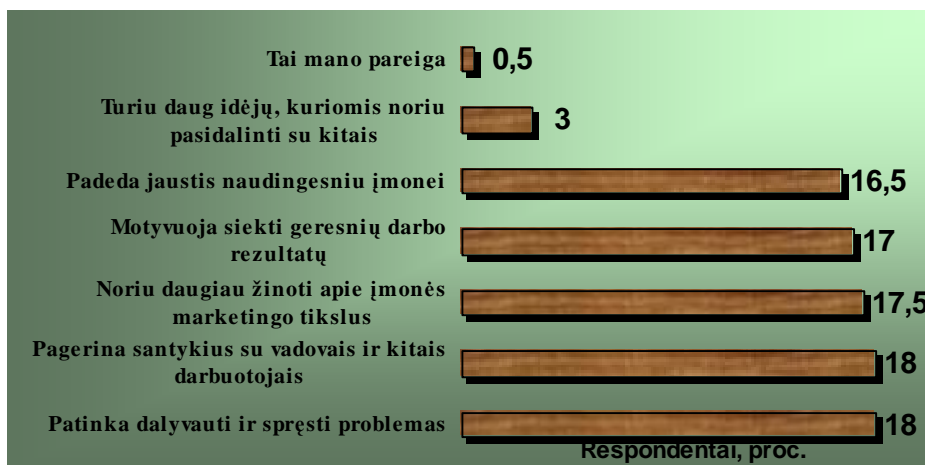 Tai mano pareiga 0,5
Turiu daug idėjų, kuriomis noriu
pasidalinti su kitais 3
Padeda jaustis naudingesniu įmonei 16,5
Motyvuoja siekti geresnių darbo
rezultatų 17
Noriu daugiau žinoti apie įmonės
marketingo tikslus 17,5
Pagerina santykius su vadovais ir kitais
darbuotojais 18
Patinka dalyvauti ir spręsti problemas 18
Respondentai, proc.